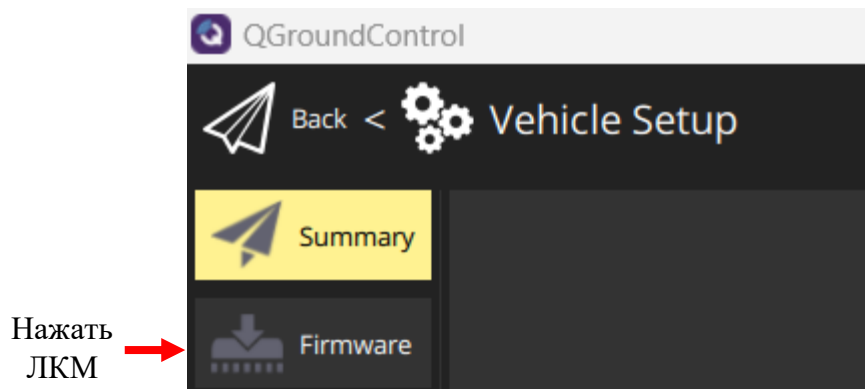 QGroundControl
Back < Vehicle Setup
Summary
Нажать
ЛКМ
Firmware